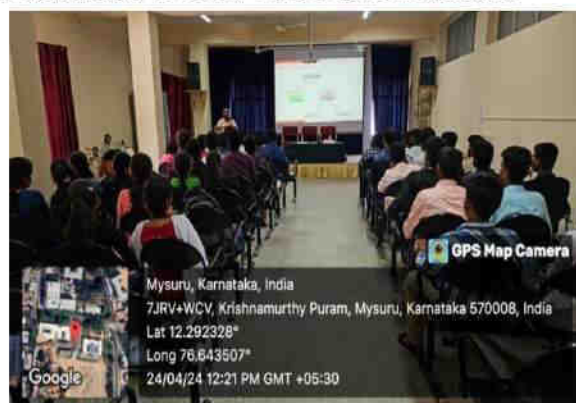 GPS Map Camera
Mysuru, Karnataka, India
7JRV+WCV, Krishnamurthy Puram, Mysuru, Karnataka 570008, India
Lat 12.292328°
Long 76.643507°
24/04/24 12:21 PM GMT +05:30
Google